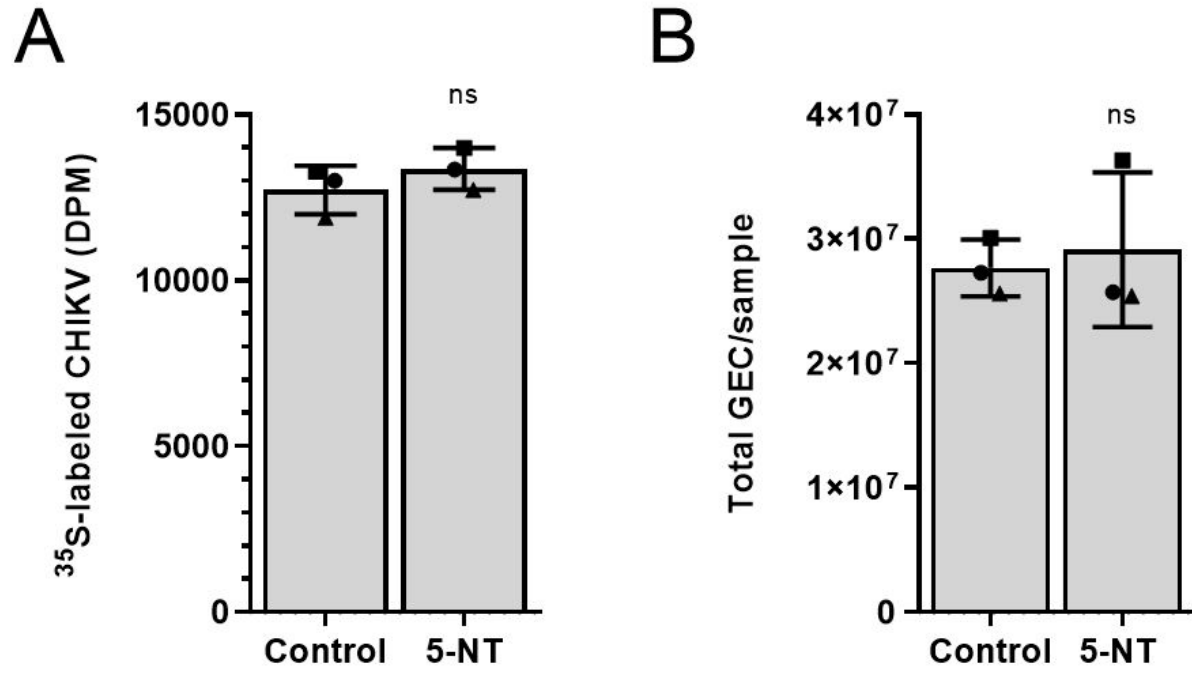 A
ns
15000
10000
5000
0
³⁵S-labeled CHIKV (DPM)
Control 5-NT
B
ns
4×10⁷
3×10⁷
2×10⁷
1×10⁷
0
Total GEC/sample
Control 5-NT